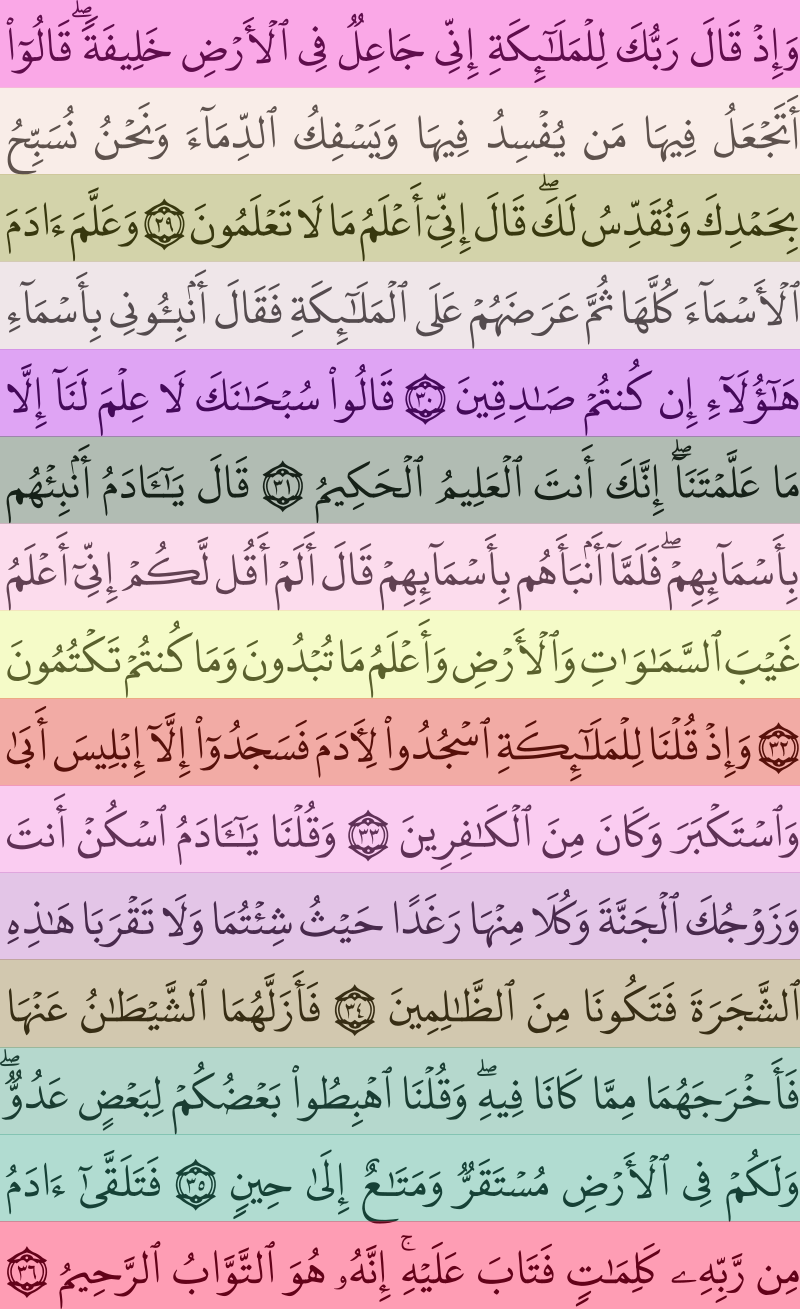 وَإِذۡ قَالَ رَبُّكَ لِلۡمَلَٰٓئِكَةِ إِنِّي جَاعِلٞ فِي ٱلۡأَرۡضِ خَلِيفَةٗۖ قَالُوٓاْ
أَتَجۡعَلُ فِيهَا مَن يُفۡسِدُ فِيهَا وَيَسۡفِكُ ٱلدِّمَآءَ وَنَحۡنُ نُسَبِّحُ
بِحَمۡدِكَ وَنُقَدِّسُ لَكَۖ قَالَ إِنِّيٓ أَعۡلَمُ مَا لَا تَعۡلَمُونَ ٢٩ وَعَلَّمَ ءَادَمَ
ٱلۡأَسۡمَآءَ كُلَّهَا ثُمَّ عَرَضَهُمۡ عَلَى ٱلۡمَلَٰٓئِكَةِ فَقَالَ أَنۢبِـُٔونِي بِأَسۡمَآءِ
هَٰٓؤُلَآءِ إِن كُنتُمۡ صَٰدِقِينَ ٣٠ قَالُواْ سُبۡحَٰنَكَ لَا عِلۡمَ لَنَآ إِلَّا
مَا عَلَّمۡتَنَآۖ إِنَّكَ أَنتَ ٱلۡعَلِيمُ ٱلۡحَكِيمُ ٣١ قَالَ يَٰٓـَٔادَمُ أَنۢبِئۡهُم
بِأَسۡمَآئِهِمۡۖ فَلَمَّآ أَنۢبَأَهُم بِأَسۡمَآئِهِمۡ قَالَ أَلَمۡ أَقُل لَّكُمۡ إِنِّيٓ أَعۡلَمُ
غَيۡبَ ٱلسَّمَٰوَٰتِ وَٱلۡأَرۡضِ وَأَعۡلَمُ مَا تُبۡدُونَ وَمَا كُنتُمۡ تَكۡتُمُونَ
٣٢ وَإِذۡ قُلۡنَا لِلۡمَلَٰٓئِكَةِ ٱسۡجُدُواْ لِأٓدَمَ فَسَجَدُوٓاْ إِلَّآ إِبۡلِيسَ أَبَىٰ
وَٱسۡتَكۡبَرَ وَكَانَ مِنَ ٱلۡكَٰفِرِينَ ٣٣ وَقُلۡنَا يَٰٓـَٔادَمُ ٱسۡكُنۡ أَنتَ
وَزَوۡجُكَ ٱلۡجَنَّةَ وَكُلَا مِنۡهَا رَغَدًا حَيۡثُ شِئۡتُمَا وَلَا تَقۡرَبَا هَٰذِهِ
ٱلشَّجَرَةَ فَتَكُونَا مِنَ ٱلظَّٰلِمِينَ ٣٤ فَأَزَلَّهُمَا ٱلشَّيۡطَٰنُ عَنۡهَا
فَأَخۡرَجَهُمَا مِمَّا كَانَا فِيهِۖ وَقُلۡنَا ٱهۡبِطُواْ بَعۡضُكُمۡ لِبَعۡضٍ عَدُوّٞۖ
وَلَكُمۡ فِي ٱلۡأَرۡضِ مُسۡتَقَرّٞ وَمَتَٰعٌ إِلَىٰ حِينٖ ٣٥ فَتَلَقَّىٰٓ ءَادَمُ
مِن رَّبِّهِۦ كَلِمَٰتٖ فَتَابَ عَلَيۡهِۚ إِنَّهُۥ هُوَ ٱلتَّوَّابُ ٱلرَّحِيمُ ٣٦